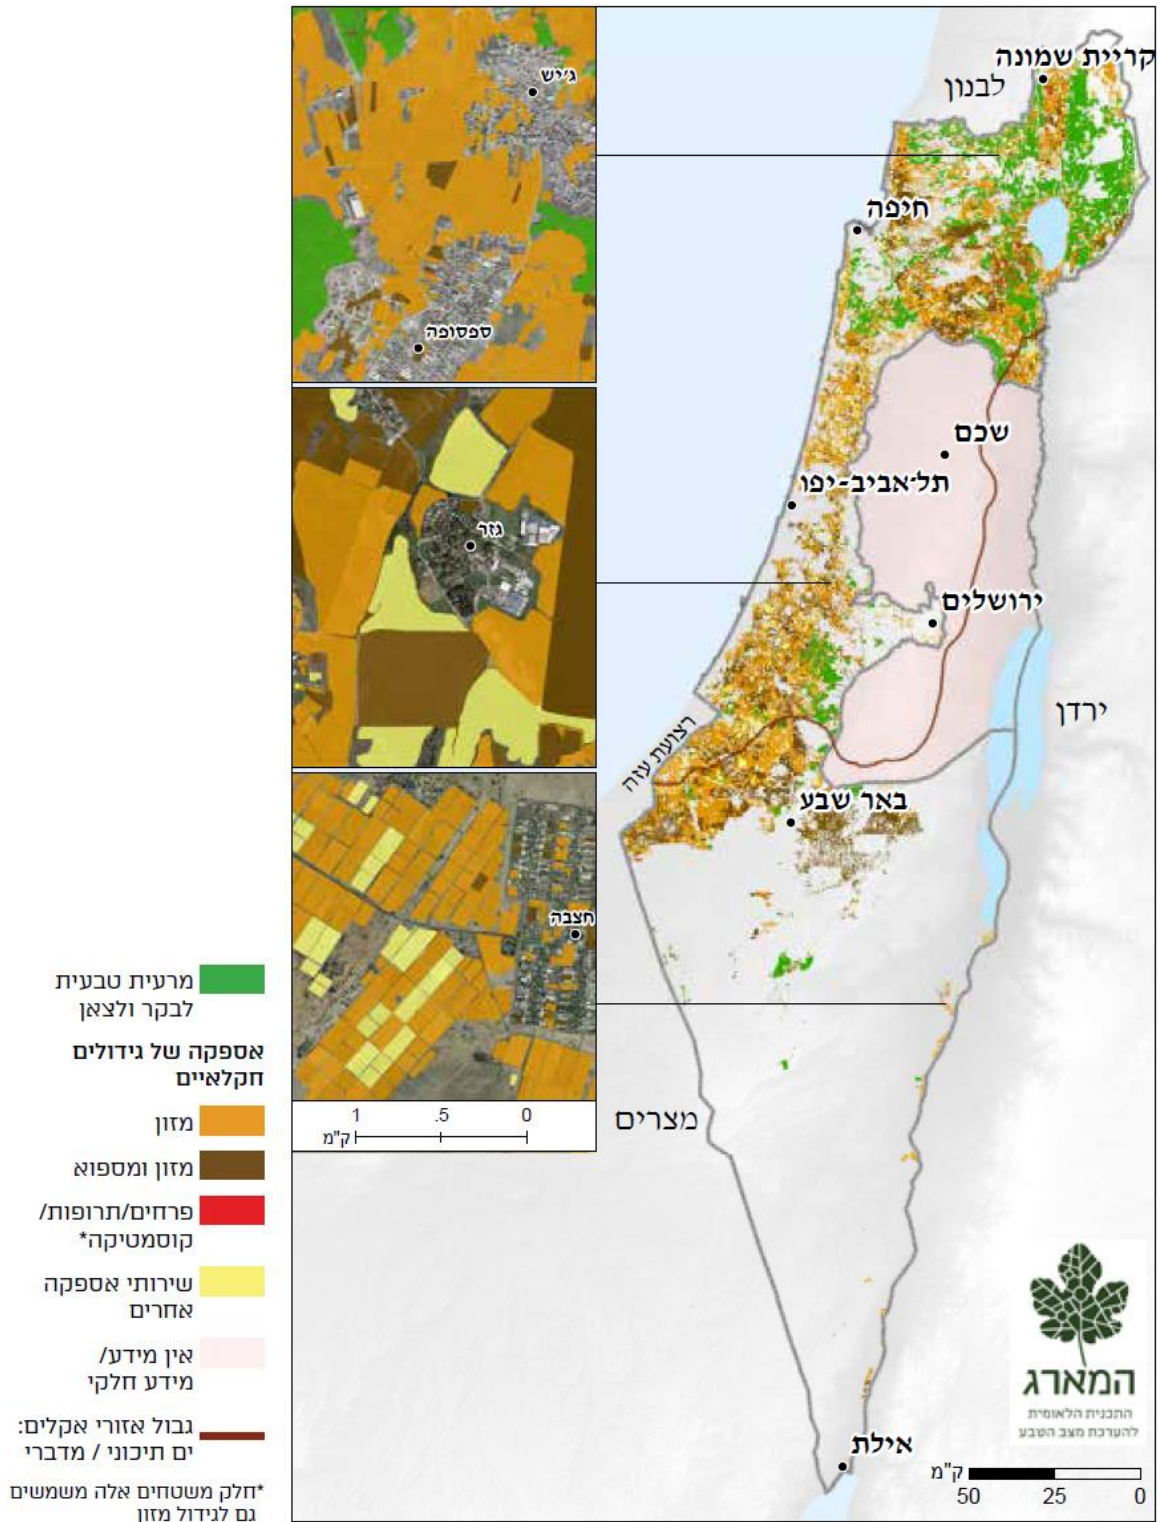 ג'יש
ספסופה
גזר
חצבה
1 .5 0
ק"מ
קריית שמונה
לבנון
חיפה
שכם
תל־אביב-יפו
ירושלים
ירדן
רצועת עזה
באר שבע
מצרים
אילת
המארג
התכנית הלאומית
להערכת מצב הטבע
ק"מ
50 25 0
מרעית טבעית
לבקר ולצאן
אספקה של גידולים
חקלאיים
מזון
מזון ומספוא
פרחים/תרופות/
קוסמטיקה*
שירותי אספקה
אחרים
אין מידע/
מידע חלקי
גבול אזורי אקלים:
ים תיכוני / מדברי
*חלק משטחים אלה משמשים
גם לגידול מזון